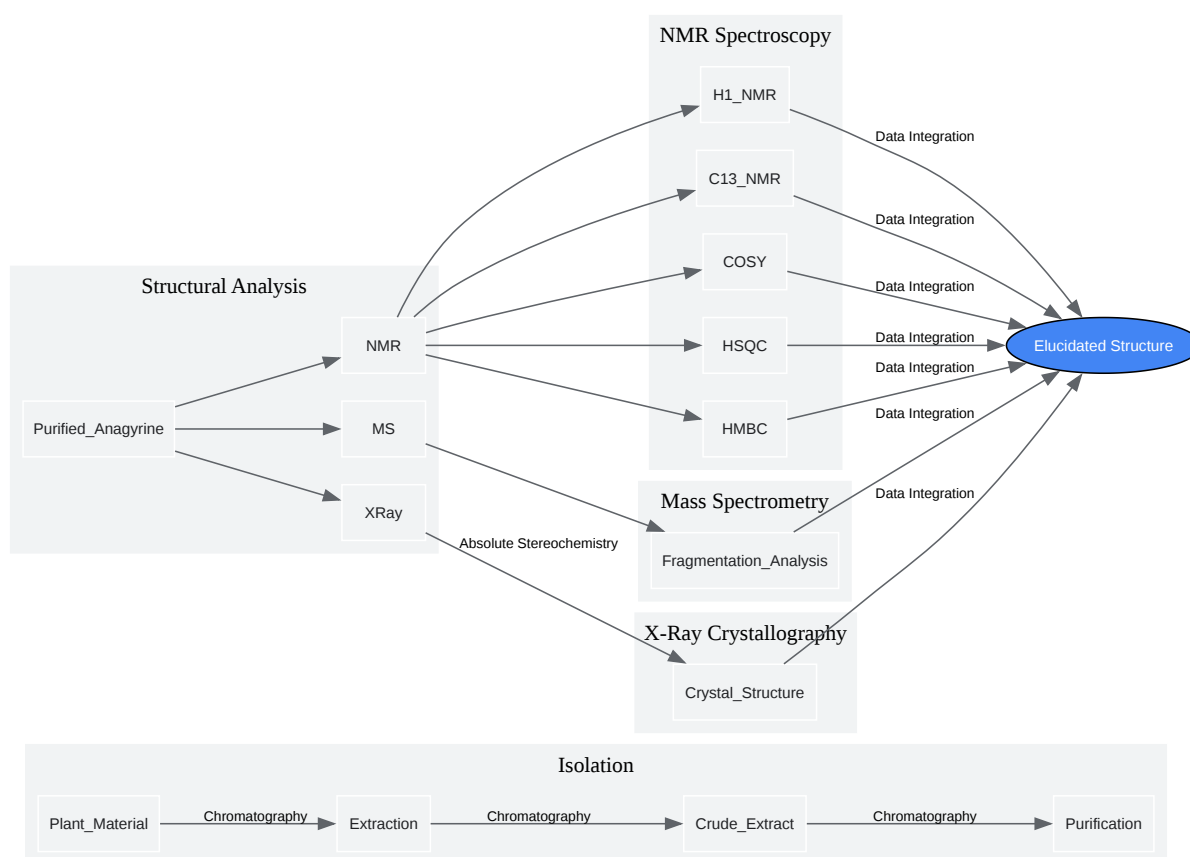 NMR Spectroscopy
H1_NMR
Data Integration
C13_NMR
Data Integration
COSY
Data Integration
Structural Analysis
NMR
HSQC
Data Integration
Elucidated Structure
Data Integration
Purified_Anagyrine
MS
HMBC
Data Integration
Mass Spectrometry
Data Integration
XRay
Absolute Stereochemistry
Fragmentation_Analysis
X-Ray Crystallography
Crystal_Structure
Isolation
Plant_Material
Chromatography
Extraction
Chromatography
Crude_Extract
Chromatography
Purification